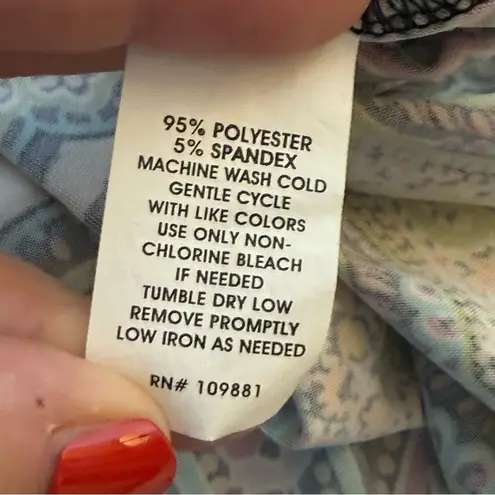 95% POLYESTER
5% SPANDEX
MACHINE WASH COLD
GENTLE CYCLE
WITH LIKE COLORS
USE ONLY NON-
CHLORINE BLEACH
IF NEEDED
TUMBLE DRY LOW
REMOVE PROMPTLY
LOW IRON AS NEEDED
RN# 109881